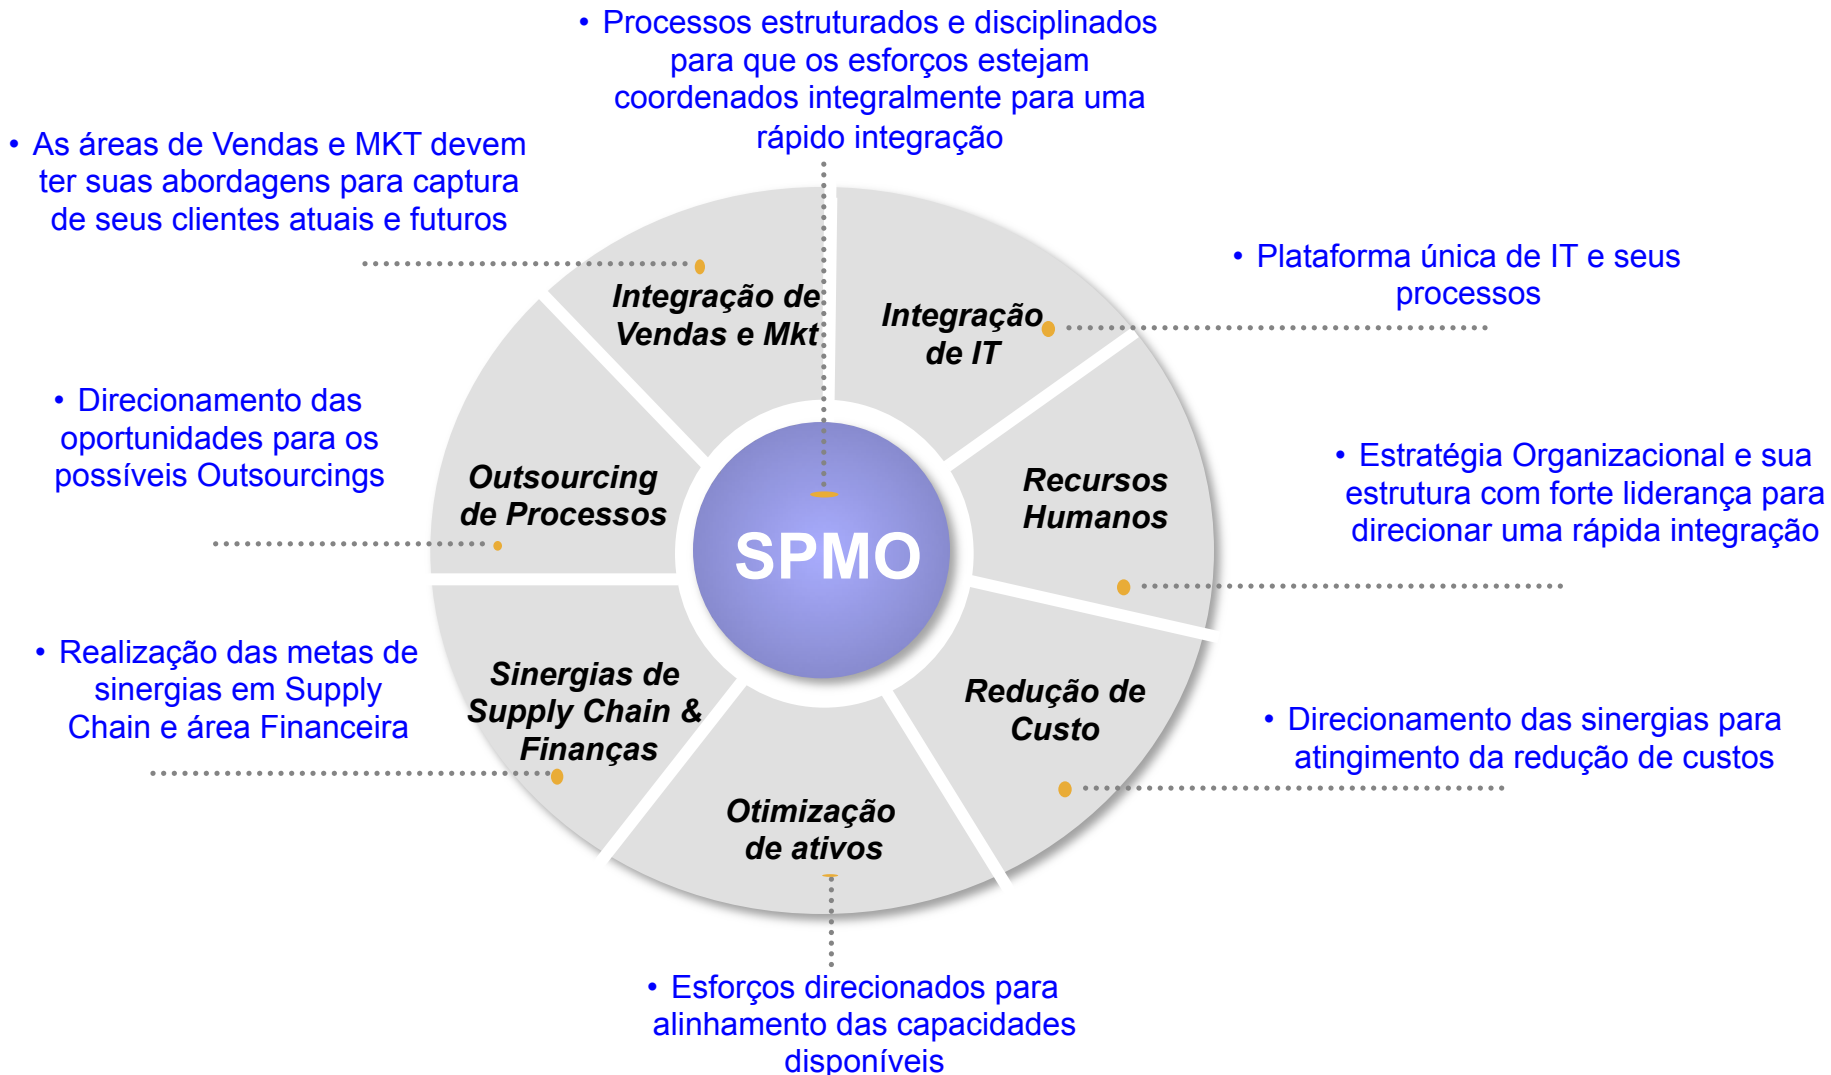 • Processos estruturados e disciplinados
para que os esforços estejam
coordenados integralmente para uma
rápido integração
• As áreas de Vendas e MKT devem
ter suas abordagens para captura
de seus clientes atuais e futuros
• Plataforma única de IT e seus
processos
Integração de
Vendas e Mkt
Integração
de IT
• Direcionamento das
oportunidades para os
possíveis Outsourcings
Outsourcing
de Processos
Recursos
Humanos
• Estratégia Organizacional e sua
estrutura com forte liderança para
direcionar uma rápida integração
SPMO
• Realização das metas de
sinergias em Supply
Chain e área Financeira
Sinergias de
Supply Chain &
Finanças
Redução de
Custo
• Direcionamento das sinergias para
atingimento da redução de custos
Otimização
de ativos
• Esforços direcionados para
alinhamento das capacidades
disponíveis